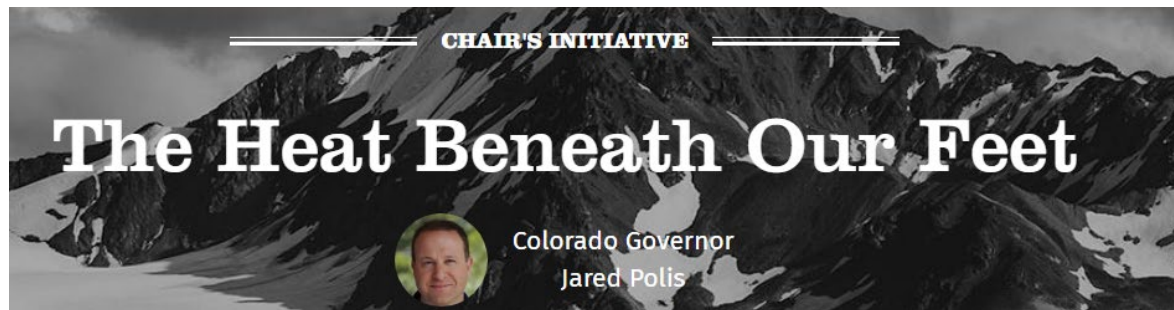 CHAIR'S INITIATIVE
The Heat Beneath Our Feet
Colorado Governor
Jared Polis